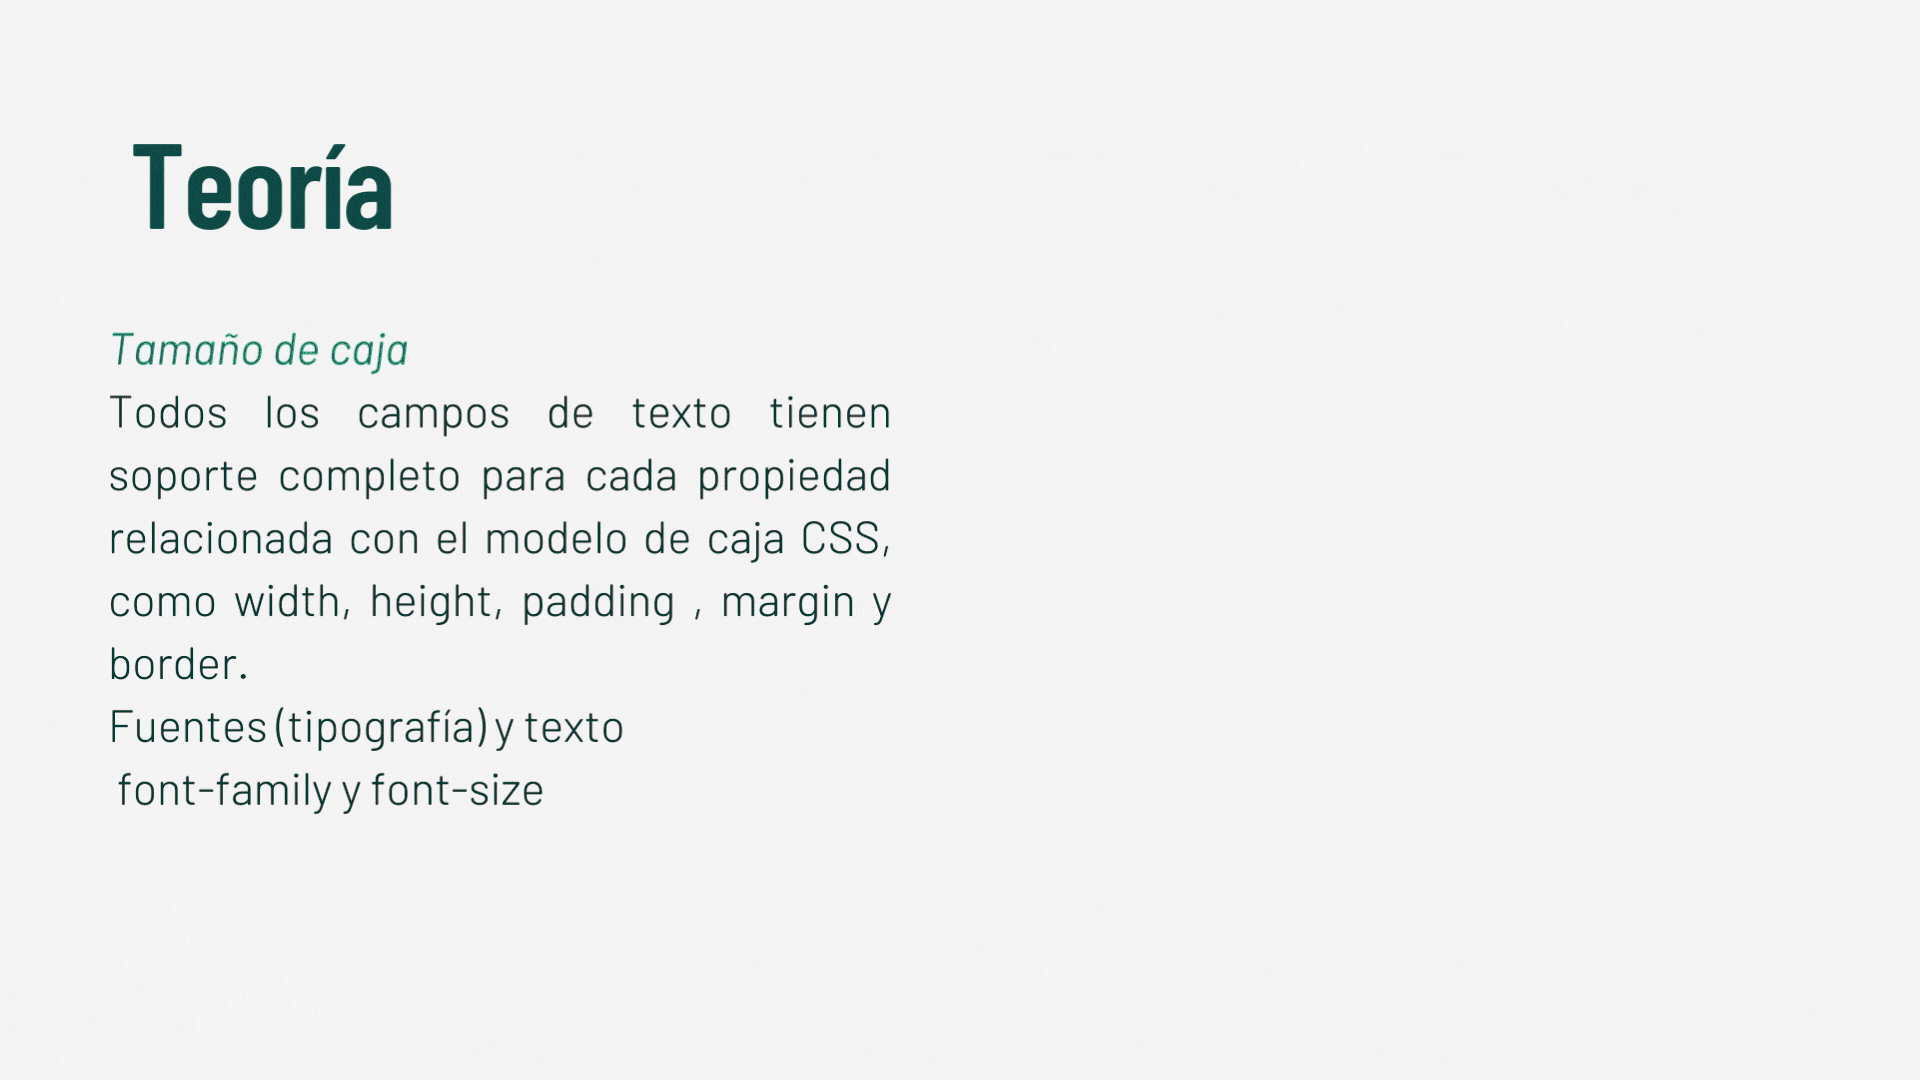 Teoría
Tamaño de caja
Todos los campos de texto tienen
soporte completo para cada propiedad
relacionada con el modelo de caja CSS,
como width, height, padding , margin y
border.
Fuentes (tipografía) y texto
font-family y font-size